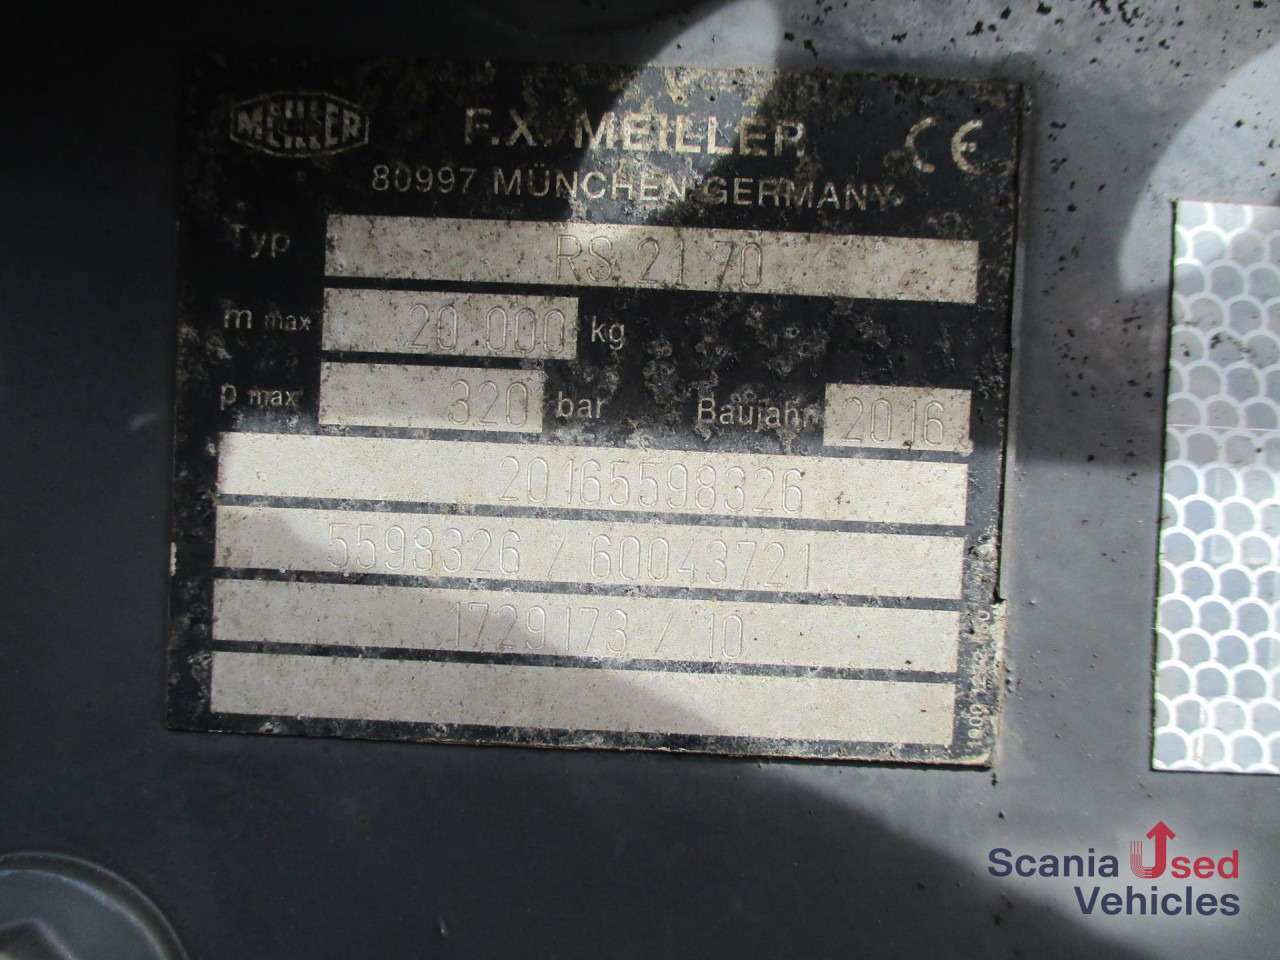 MEILLER
F.X. MEILLER
CE
80997 MÜNCHEN GERMANY
Typ RS 21.70
m max 20.000 kg
p max 320 bar Baujahr 2016
20165598326
5598326 / 60043721
1729173 / 10
Scania Used
Vehicles